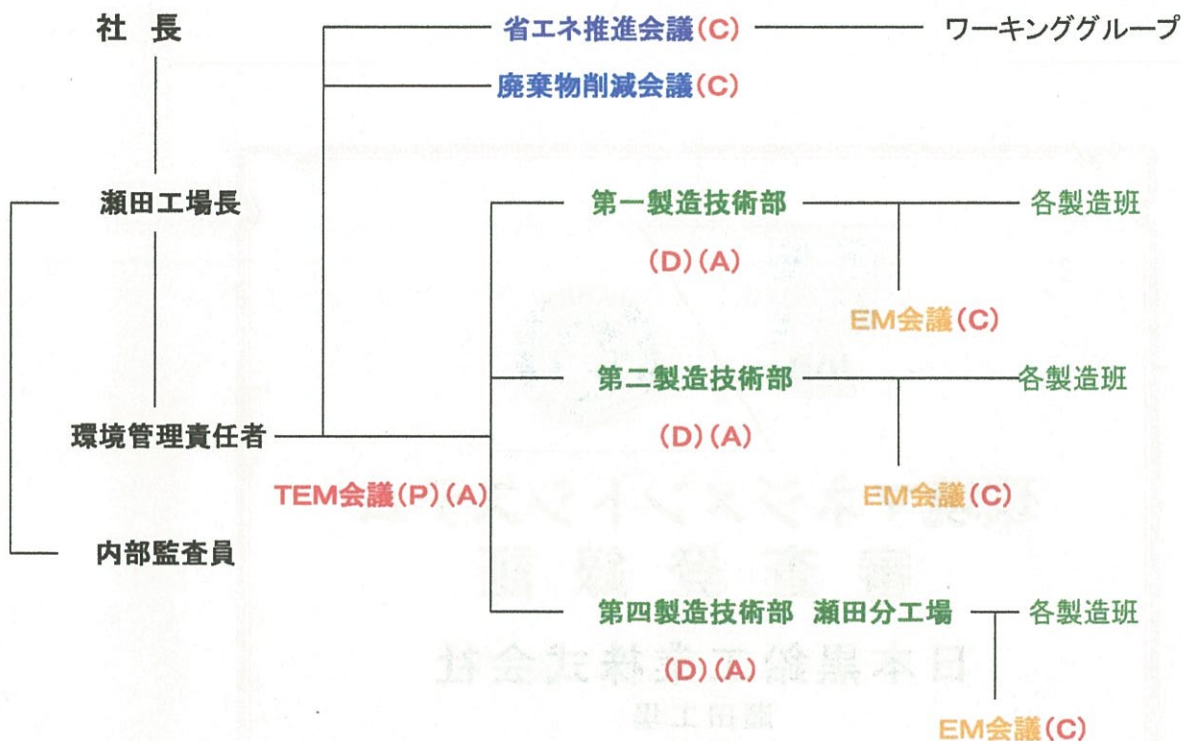 社 長
省エネ推進会議(C)
ワーキンググループ
廃棄物削減会議(C)
瀬田工場長
第一製造技術部
各製造班
(D)(A)
EM会議(C)
第二製造技術部
各製造班
環境管理責任者
(D)(A)
TEM会議(P)(A)
EM会議(C)
内部監査員
第四製造技術部 瀬田分工場
各製造班
(D)(A)
EM会議(C)